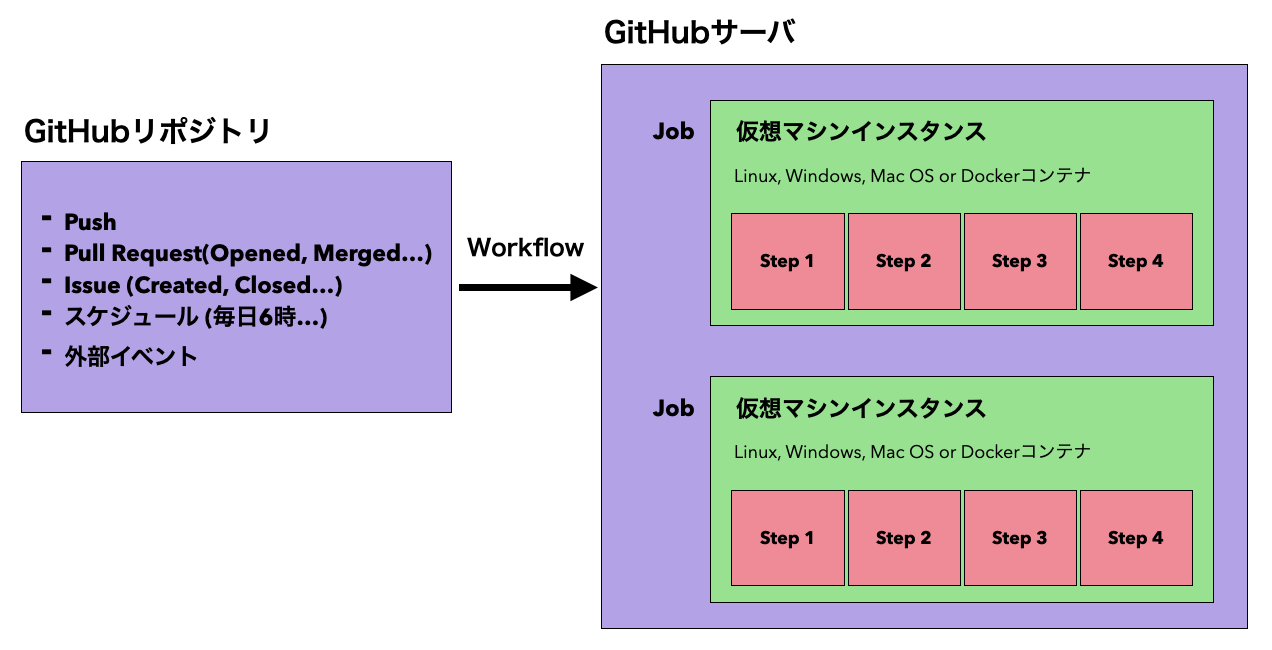 GitHubリポジトリ
- Push
- Pull Request(Opened, Merged...)
- Issue (Created, Closed...)
- スケジュール (毎日6時...)
- 外部イベント
Workflow
GitHubサーバ
Job
仮想マシンインスタンス
Linux, Windows, Mac OS or Dockerコンテナ
Step 1
Step 2
Step 3
Step 4
Job
仮想マシンインスタンス
Linux, Windows, Mac OS or Dockerコンテナ
Step 1
Step 2
Step 3
Step 4